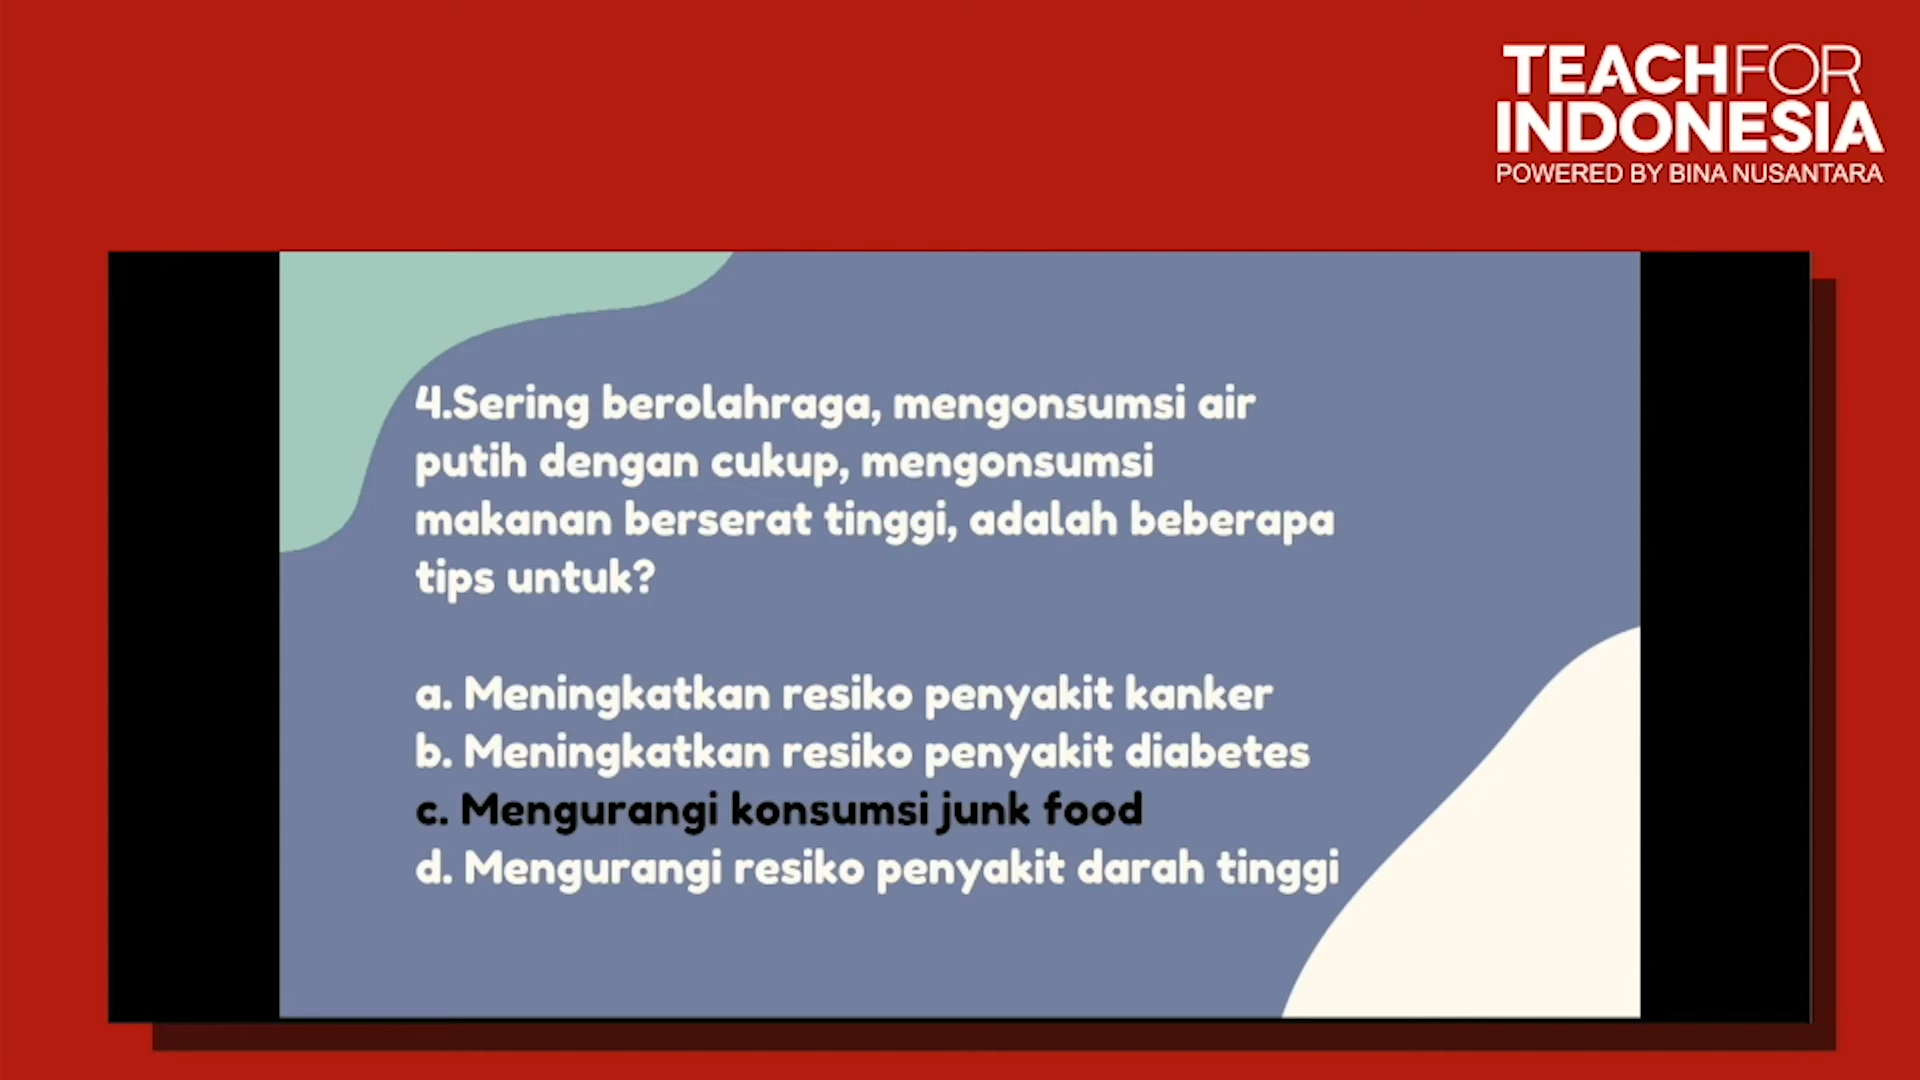 TEACHFOR
INDONESIA
POWERED BY BINA NUSANTARA
4.Sering berolahraga, mengonsumsi air
putih dengan cukup, mengonsumsi
makanan berserat tinggi, adalah beberapa
tips untuk?
a. Meningkatkan resiko penyakit kanker
b. Meningkatkan resiko penyakit diabetes
c. Mengurangi konsumsi junk food
d. Mengurangi resiko penyakit darah tinggi